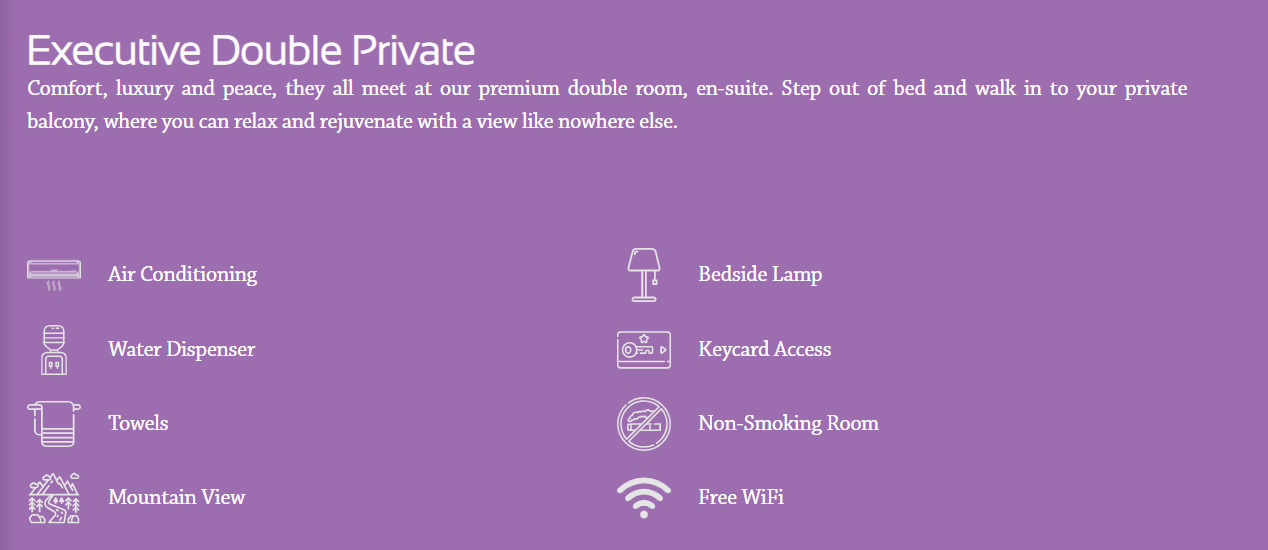 Executive Double Private
Comfort, luxury and peace, they all meet at our premium double room, en-suite. Step out of bed and walk in to your private
balcony, where you can relax and rejuvenate with a view like nowhere else.
Air Conditioning
Bedside Lamp
Water Dispenser
Keycard Access
Towels
Non-Smoking Room
Mountain View
Free WiFi